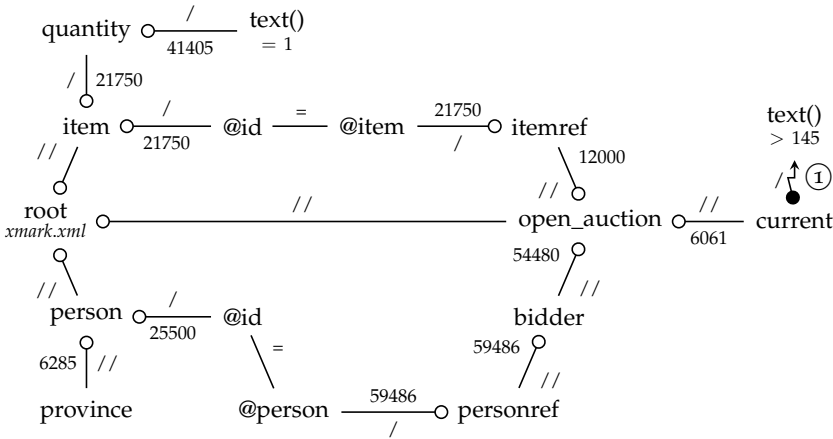 quantity
/
41405
text()
= 1
/
21750
item
/
21750
@id
=
@item
21750
/
itemref
text()
> 145
//
12000
//
/
1
root
xmark.xml
//
open_auction
//
6061
current
54480
//
//
person
/
25500
@id
bidder
6285
//
=
59486
//
province
@person
59486
/
personref